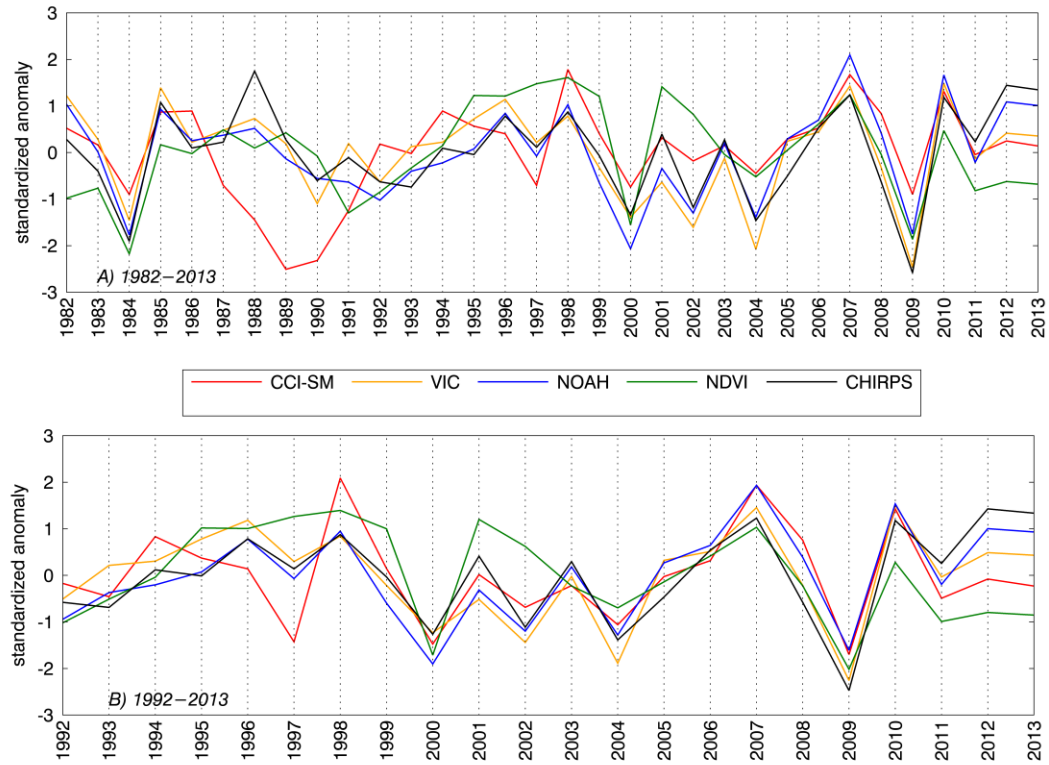 3
2
1
0
-1
-2
-3
standardized anomaly
A) 1982−2013
1982 1983 1984 1985 1986 1987 1988 1989 1990 1991 1992 1993 1994 1995 1996 1997 1998 1999 2000 2001 2002 2003 2004 2005 2006 2007 2008 2009 2010 2011 2012 2013
CCI-SM VIC NOAH NDVI CHIRPS
3
2
1
0
-1
-2
-3
standardized anomaly
B) 1992−2013
1992 1993 1994 1995 1996 1997 1998 1999 2000 2001 2002 2003 2004 2005 2006 2007 2008 2009 2010 2011 2012 2013